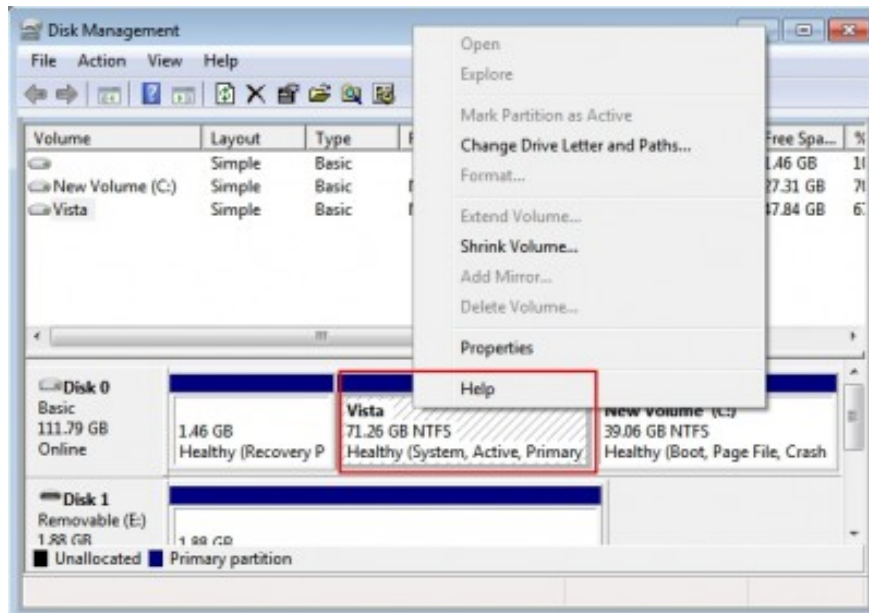 Disk Management
File Action View Help
Volume Layout Type Free Spa... %
Simple Basic 1.46 GB
New Volume (C:) Simple Basic 27.31 GB
Vista Simple Basic 47.84 GB
Open
Explore
Mark Partition as Active
Change Drive Letter and Paths...
Format...
Extend Volume...
Shrink Volume...
Add Mirror...
Delete Volume...
Properties
Help
Disk 0
Basic
111.79 GB
Online
1.46 GB
Healthy (Recovery P
Vista
71.26 GB NTFS
Healthy (System, Active, Primary
New Volume (C:)
39.06 GB NTFS
Healthy (Boot, Page File, Crash
Disk 1
Removable (E:)
1.88 GB
1.88 GB
Unallocated Primary partition